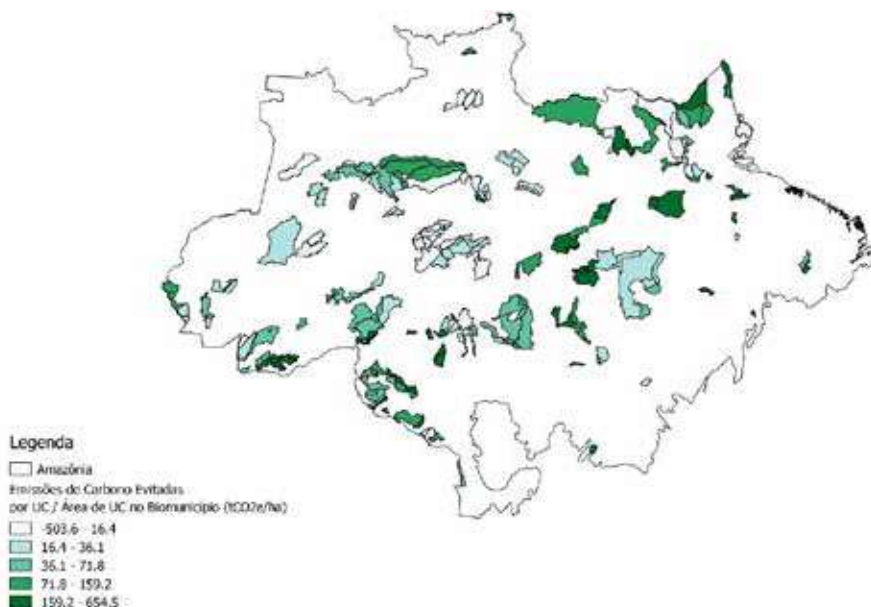 Legenda
Amazônia
Emissões de Carbono Evitadas
por UC / Área de UC no Biomunicípio (tCO2e/ha)
-503.6 - 16.4
16.4 - 36.1
36.1 - 71.8
71.8 - 159.2
159.2 - 654.5